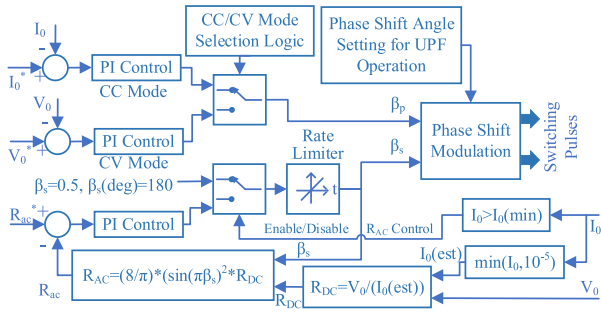 I₀
CC/CV Mode
Selection Logic
Phase Shift Angle
Setting for UPF
Operation
-
I₀* +
PI Control
CC Mode
V₀
-
V₀* +
PI Control
CV Mode
βp
βs
Phase Shift
Modulation
Switching
Pulses
Rate
Limiter
t
βs=0.5, βs(deg)=180
Rac* +
-
PI Control
Enable/Disable RAC Control
I₀>I₀(min)
I₀
βs
I₀(est)
min(I₀,10⁻⁵)
Rac
RAC=(8/π)*(sin(πβs)²*RDC
RDC
RDC=V₀/(I₀(est))
V₀